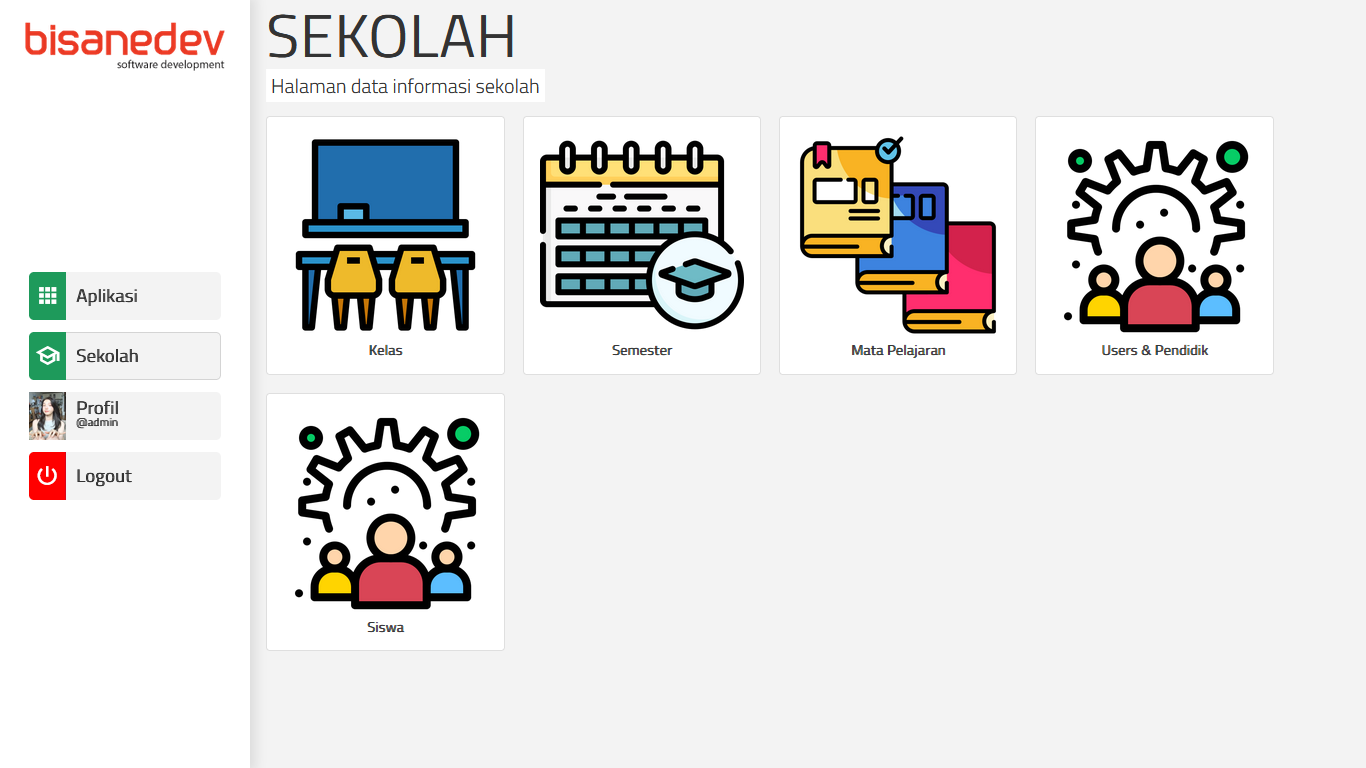 bisanedev
software development
Aplikasi
Sekolah
Profil
@admin
Logout
SEKOLAH
Halaman data informasi sekolah
Kelas
Semester
Mata Pelajaran
Users & Pendidik
Siswa